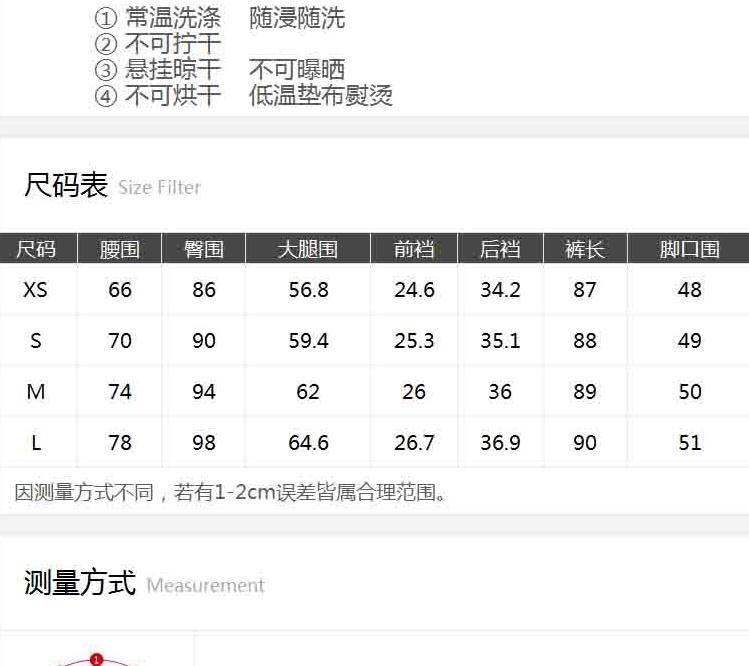 ① 常温洗涤 随浸随洗
② 不可拧干
③ 悬挂晾干 不可曝晒
④ 不可烘干 低温垫布熨烫
尺码表 Size Filter
尺码 腰围 臀围 大腿围 前裆 后裆 裤长 脚口围
XS 66 86 56.8 24.6 34.2 87 48
S 70 90 59.4 25.3 35.1 88 49
M 74 94 62 26 36 89 50
L 78 98 64.6 26.7 36.9 90 51
因测量方式不同，若有1-2cm误差皆属合理范围。
测量方式 Measurement
1